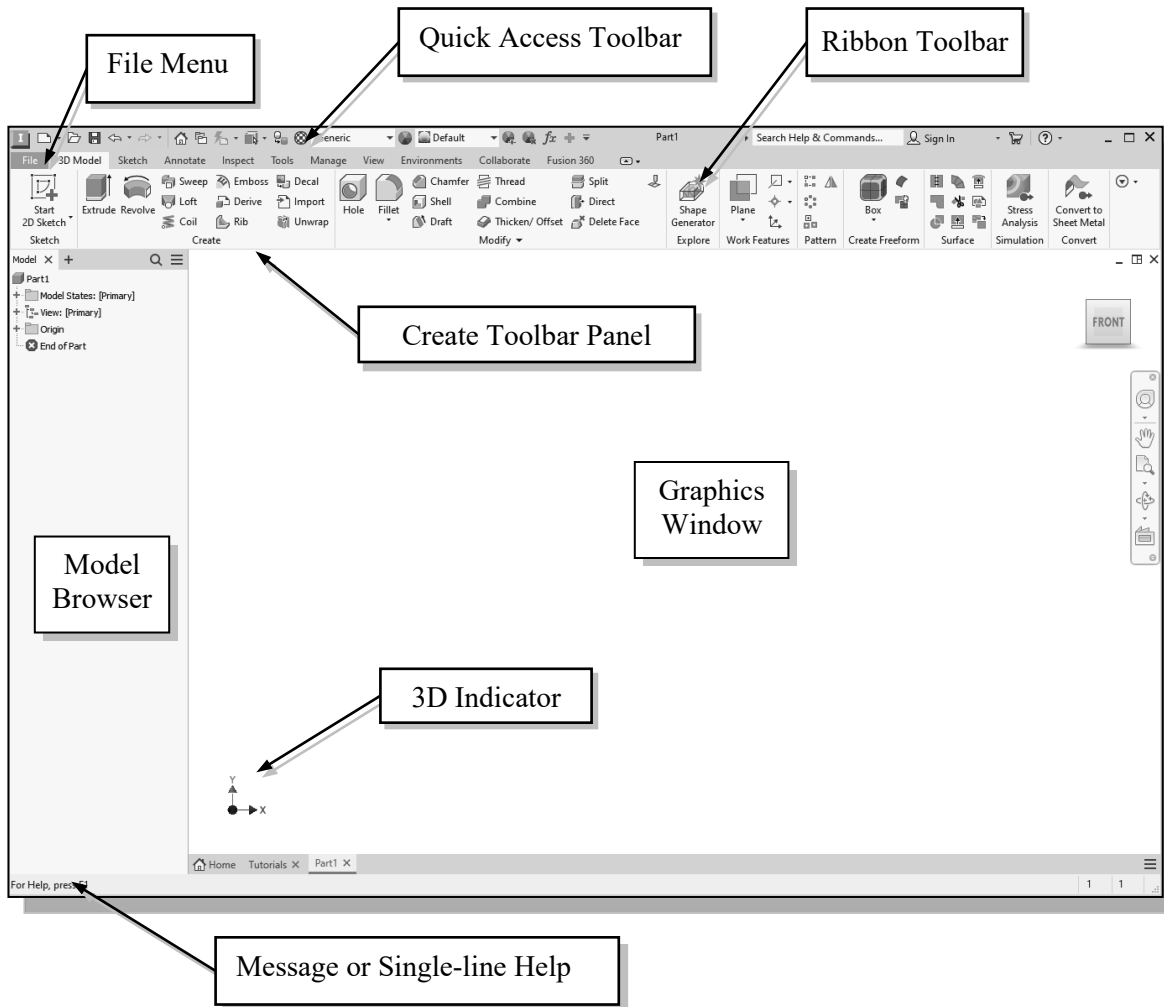 File Menu
Quick Access Toolbar
Ribbon Toolbar
I
Default
fx
Part1
Search Help & Commands...
Sign In
File 3D Model Sketch Annotate Inspect Tools Manage View Environments Collaborate Fusion 360
Start
2D Sketch
Sketch
Extrude Revolve
Sweep Emboss Decal
Loft Derive Import
Coil Rib Unwrap
Create
Hole Fillet
Chamfer Thread Split
Shell Combine Direct
Draft Thicken/ Offset Delete Face
Modify
Shape
Generator
Explore
Plane
Work Features
Pattern
Box
Create Freeform
Surface
Stress
Analysis
Simulation
Convert to
Sheet Metal
Convert
Model
Part1
Model States: [Primary]
View: [Primary]
Origin
End of Part
FRONT
Create Toolbar Panel
Graphics
Window
Model
Browser
3D Indicator
Y
X
Home Tutorials Part1
For Help, press
1 1
Message or Single-line Help